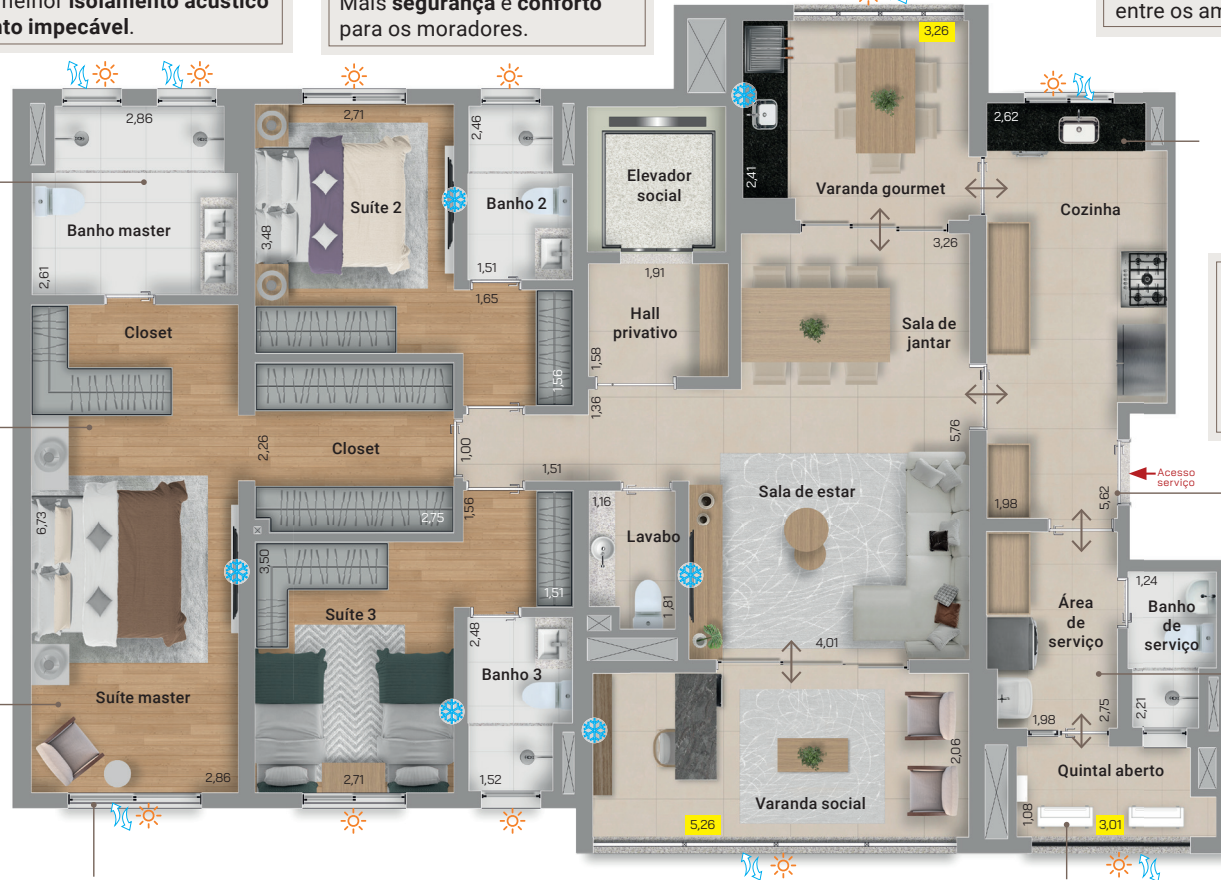 melhor isolamento acústico
nto impecável.
Mais segurança e conforto
para os moradores.
entre os am
3,26
2,86
2,71
2,46
2,62
2,41
Elevador
social
Varanda gourmet
Suíte 2
Banho 2
Cozinha
Banho master
3,48
3,26
2,61
1,51
1,91
1,65
Closet
Hall
privativo
Sala de
jantar
1,58
1,56
1,36
5,76
2,26
Closet
1,00
1,51
Acesso
serviço
Sala de estar
5,62
1,98
1,16
2,75
1,56
6,73
Lavabo
3,50
1,24
1,51
1,81
Suíte 3
Área
de
serviço
Banho
de
serviço
2,48
4,01
Banho 3
Suíte master
2,21
2,75
1,98
2,06
Quintal aberto
2,86
2,71
1,52
Varanda social
1,08
5,26
3,01